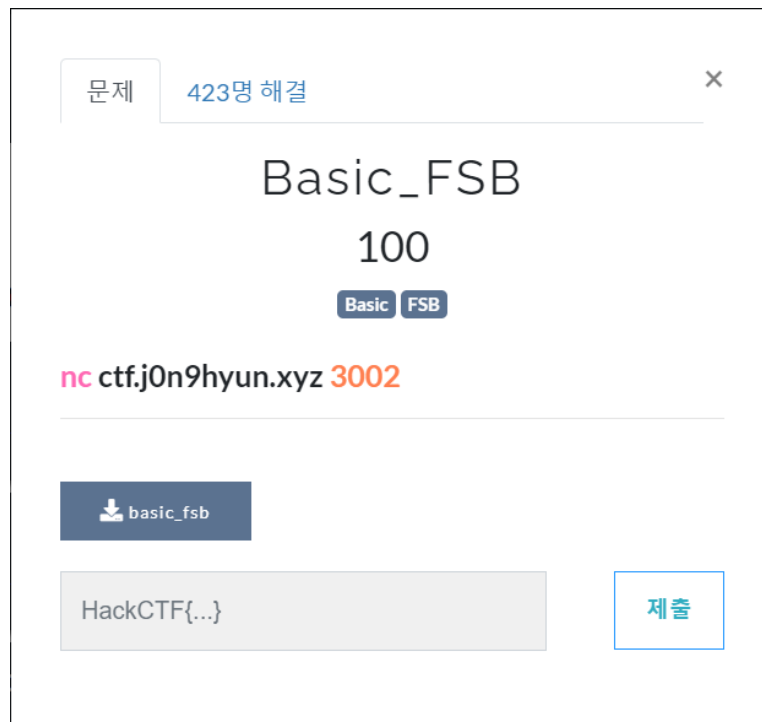 문제 423명 해결 ×
Basic_FSB
100
Basic FSB
nc ctf.j0n9hyun.xyz 3002
basic_fsb
HackCTF{...} 제출